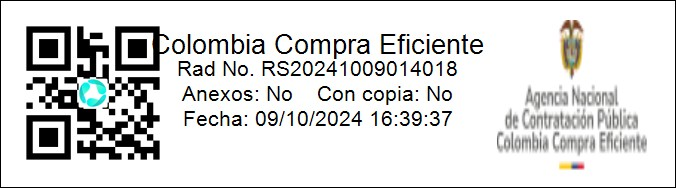 Colombia Compra Eficiente
Rad No. RS20241009014018
Anexos: No    Con copia: No
Fecha: 09/10/2024 16:39:37
Agencia Nacional
de Contratación Pública
Colombia Compra Eficiente